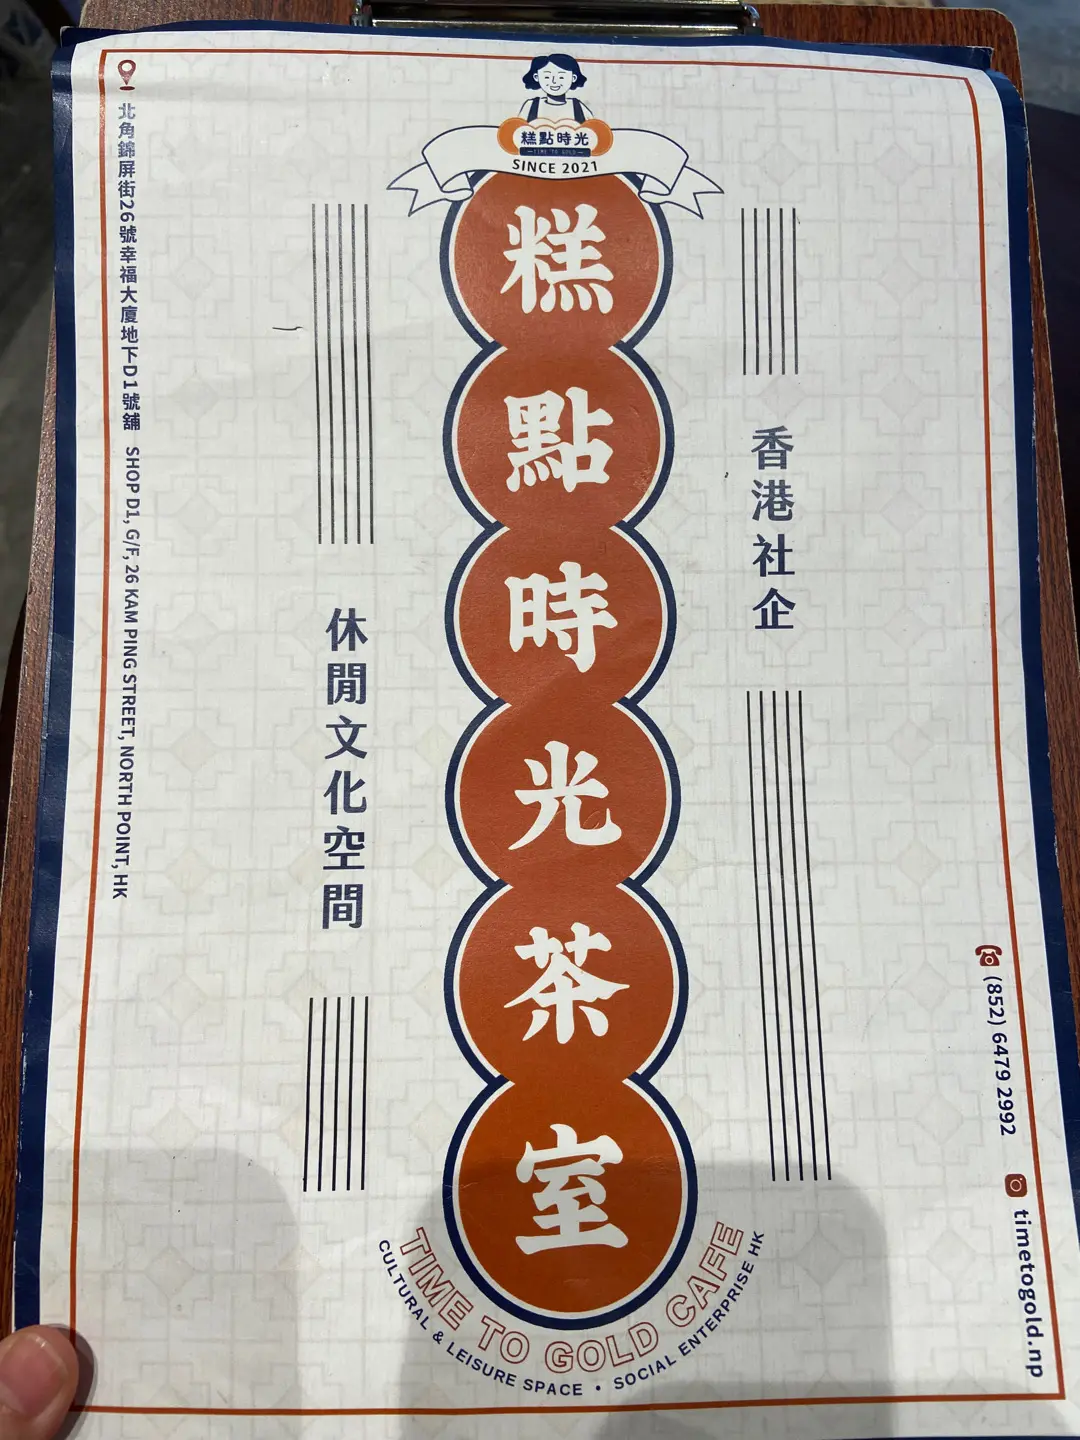 糕點時光
TIME TO GOLD
SINCE 2021
糕點時光茶室
香港社企
休閒文化空間
北角錦屏街26號幸福大廈地下D1號舖 SHOP D1, G/F, 26 KAM PING STREET, NORTH POINT, HK
(852) 6479 2992
timetogold.np
TIME TO GOLD CAFE
CULTURAL & LEISURE SPACE • SOCIAL ENTERPRISE HK